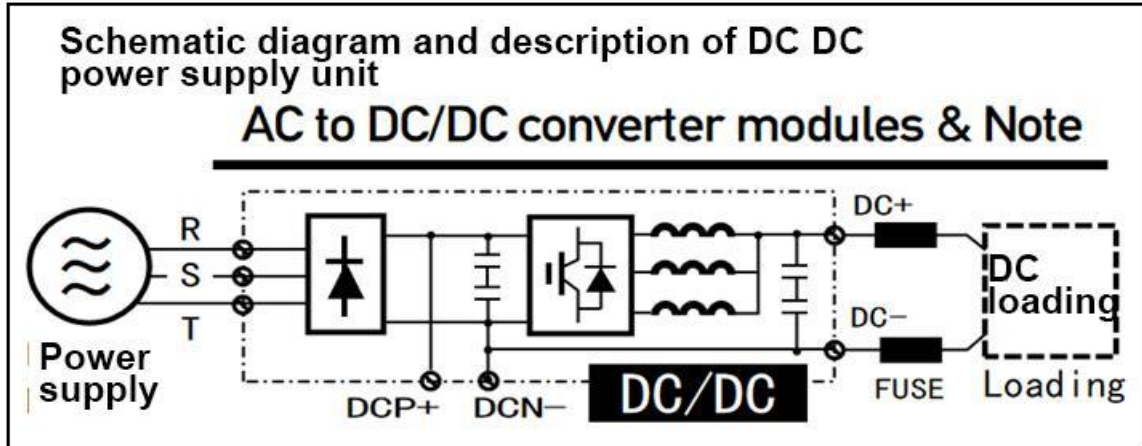 Schematic diagram and description of DC DC
power supply unit
AC to DC/DC converter modules & Note
R
S
T
Power
supply
DCP+
DCN-
DC/DC
DC+
DC-
FUSE
DC
loading
Loading